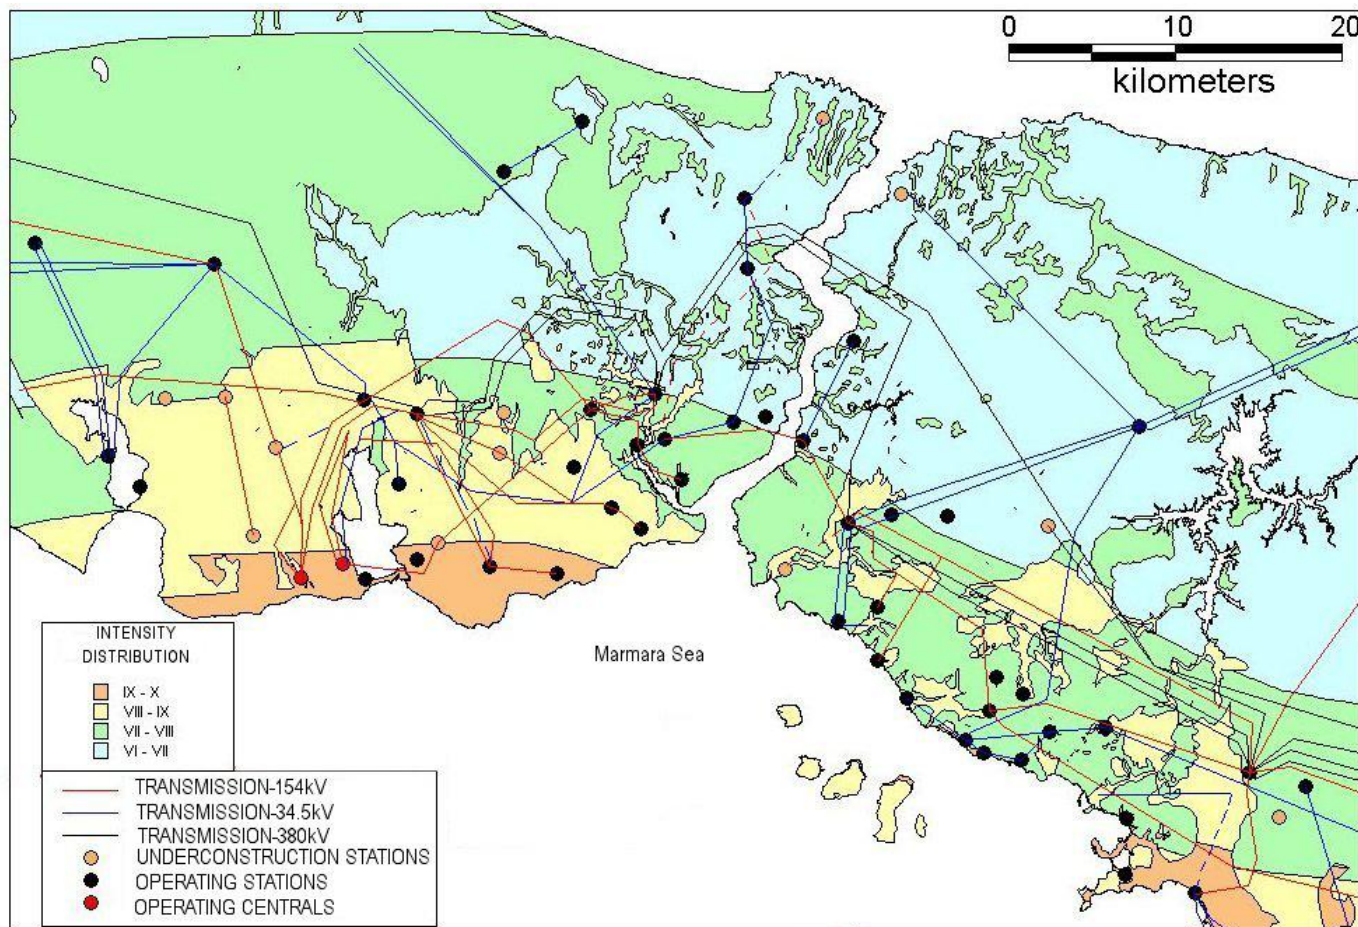 0 10 20
kilometers
Marmara Sea
INTENSITY
DISTRIBUTION
IX - X
VIII - IX
VII - VIII
VI - VII
TRANSMISSION-154kV
TRANSMISSION-34.5kV
TRANSMISSION-380kV
UNDERCONSTRUCTION STATIONS
OPERATING STATIONS
OPERATING CENTRALS